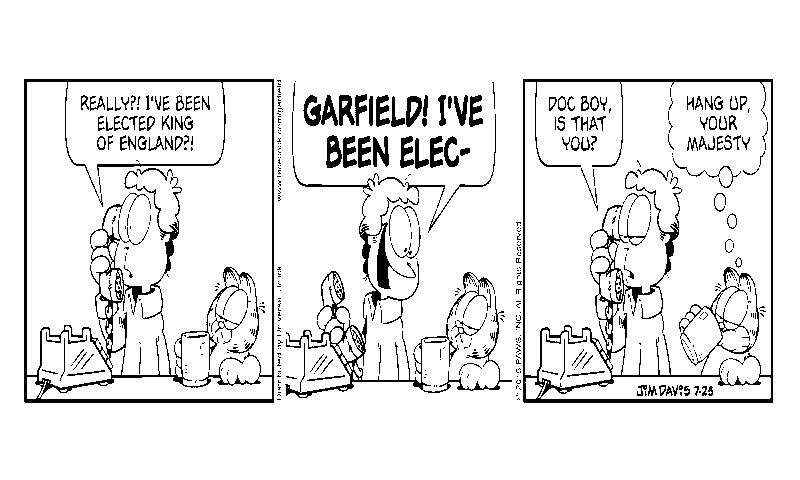 REALLY?! I'VE BEEN
ELECTED KING
OF ENGLAND?!
GARFIELD! I'VE
BEEN ELEC-
DOC BOY,
IS THAT
YOU?
HANG UP,
YOUR
MAJESTY
JIM DAVIS 7-25